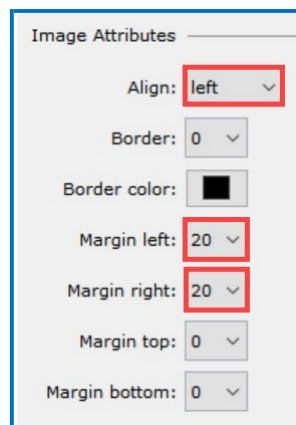 Image Attributes
Align: left
Border: 0
Border color:
Margin left: 20
Margin right: 20
Margin top: 0
Margin bottom: 0